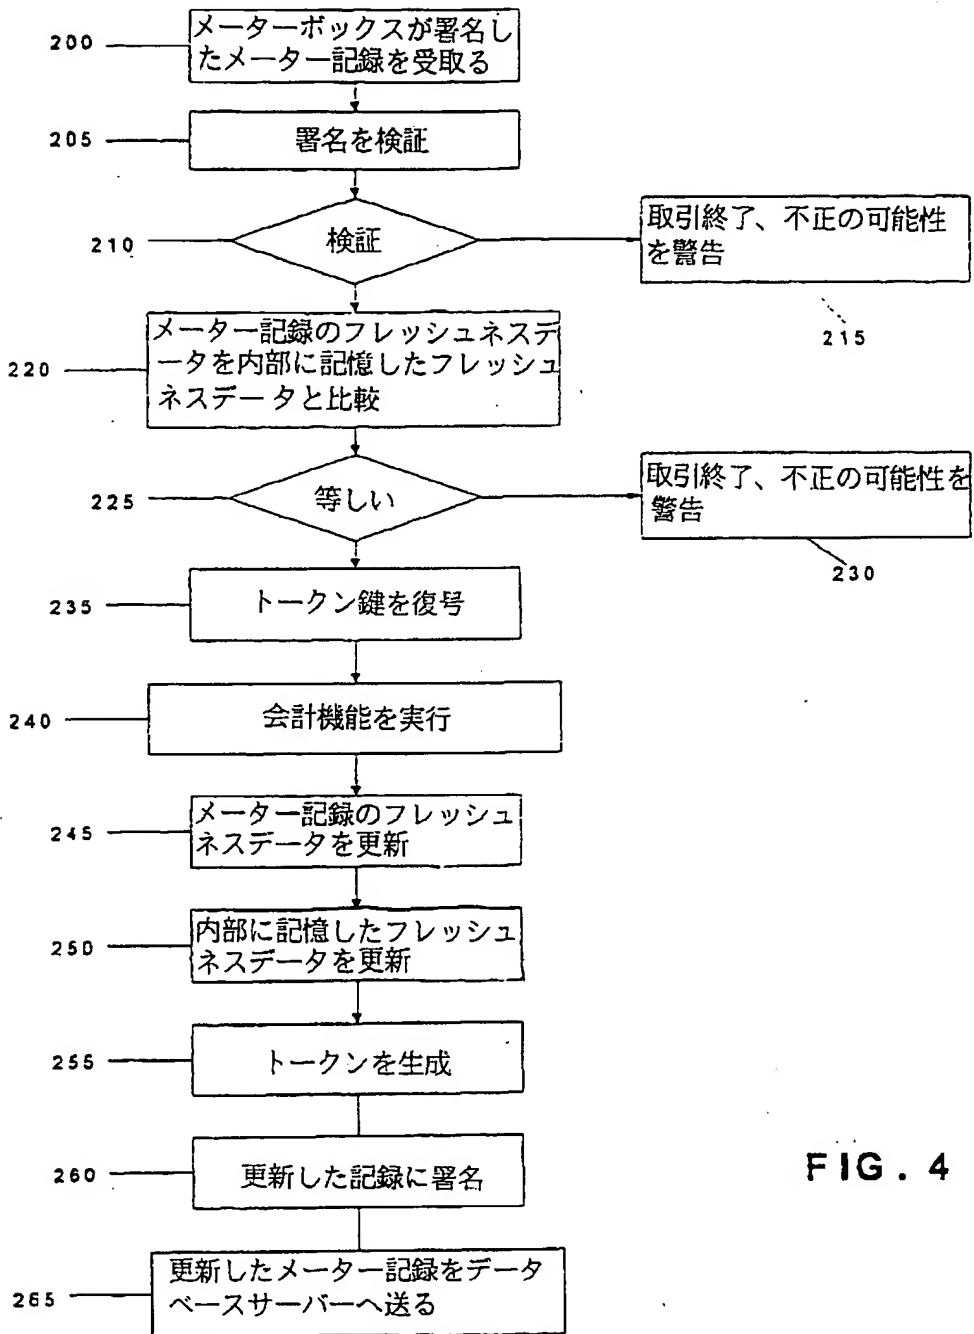 200
メーターボックスが署名し
たメーター記録を受取る
205
署名を検証
210
検証
取引終了、不正の可能性
を警告
215
220
メーター記録のフレッシュネスデ
ータを内部に記憶したフレッシュ
ネスデータと比較
225
等しい
取引終了、不正の可能性を
警告
230
235
トークン鍵を復号
240
会計機能を実行
245
メーター記録のフレッシュ
ネスデータを更新
250
内部に記憶したフレッシュ
ネスデータを更新
255
トークンを生成
260
更新した記録に署名
FIG. 4
265
更新したメーター記録をデータ
ベースサーバーへ送る